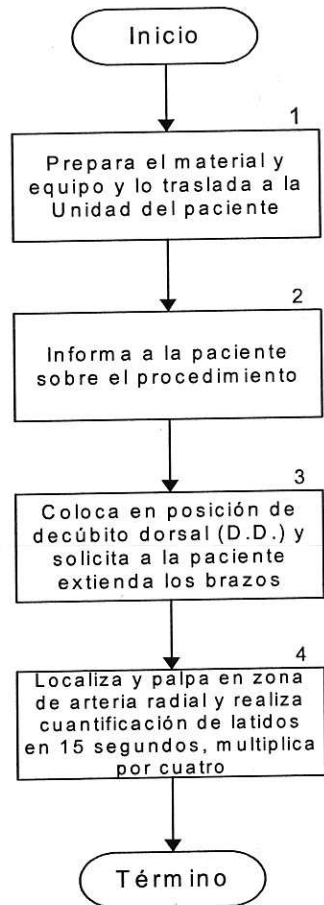 Inicio
1
Prepara el material y
equipo y lo traslada a la
Unidad del paciente
2
Informa a la paciente
sobre el procedimiento
3
Coloca en posición de
decúbito dorsal (D.D.) y
solicita a la paciente
extienda los brazos
4
Localiza y palpa en zona
de arteria radial y realiza
cuantificación de latidos
en 15 segundos, multiplica
por cuatro
Término